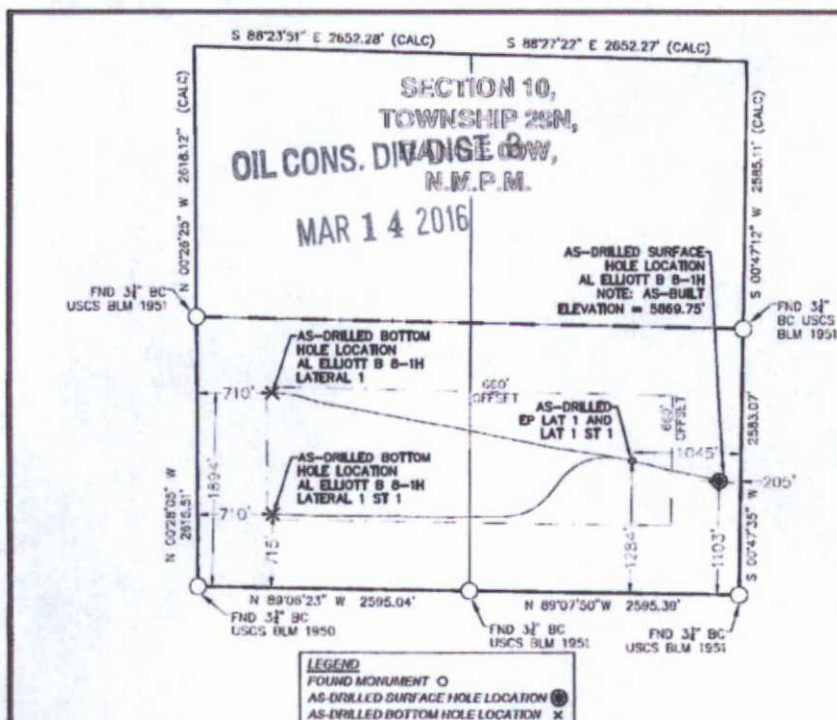 S 88°23'51" E 2652.28' (CALC)
S 88°27'22" E 2652.27' (CALC)
SECTION 10,
TOWNSHIP 29N,
N.M.P.M.
OIL CONS. DIV DIST. 3
MAR 14 2016
N 00°26'25" W 2618.12' (CALC)
S 00°47'12" W 2585.11' (CALC)
AS-DRILLED SURFACE
HOLE LOCATION
AL ELLIOTT B 8-1H
NOTE: AS-BUILT
ELEVATION = 5869.75'
FND 3¼" BC
USCS BLM 1951
FND 3¼"
BC USCS
BLM 1951
AS-DRILLED BOTTOM
HOLE LOCATION
AL ELLIOTT B 8-1H
LATERAL 1
710'
660'
OFFSET
660'
OFFSET
AS-DRILLED
EP LAT 1 AND
LAT 1 ST 1
1045'
2583.07'
S 00°47'35" W
205'
1894'
N 00°28'05" W
2615.51'
AS-DRILLED BOTTOM
HOLE LOCATION
AL ELLIOTT B 8-1H
LATERAL 1 ST 1
710'
715'
1284'
1103'
N 89°06'23" W 2595.04'
N 89°07'50"W 2595.39'
FND 3¼" BC
USCS BLM 1950
FND 3¼" BC
USCS BLM 1951
FND 3¼" BC
USCS BLM 1951
LEGEND
FOUND MONUMENT
AS-DRILLED SURFACE HOLE LOCATION
AS-DRILLED BOTTOM HOLE LOCATION